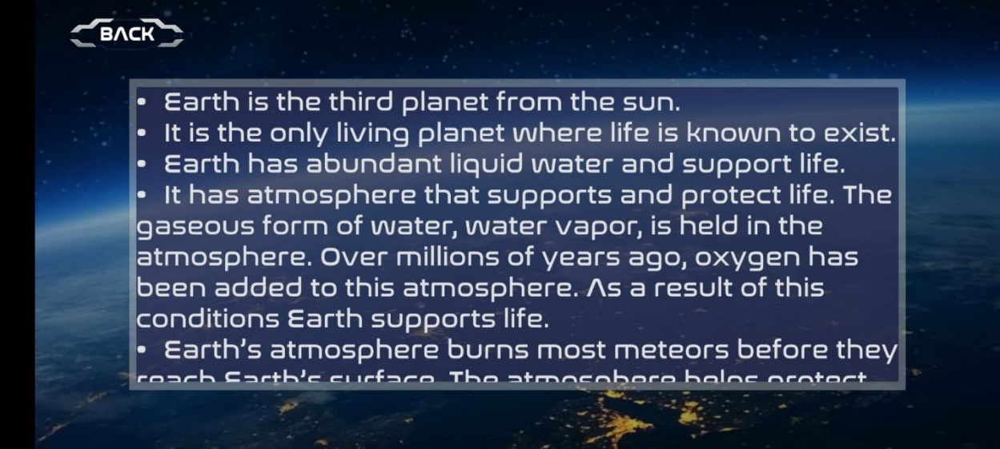 BACK
• Earth is the third planet from the sun.
• It is the only living planet where life is known to exist.
• Earth has abundant liquid water and support life.
• It has atmosphere that supports and protect life. The
gaseous form of water, water vapor, is held in the
atmosphere. Over millions of years ago, oxygen has
been added to this atmosphere. As a result of this
conditions Earth supports life.
• Earth's atmosphere burns most meteors before they
reach Earth's surface. The atmosphere helps protect